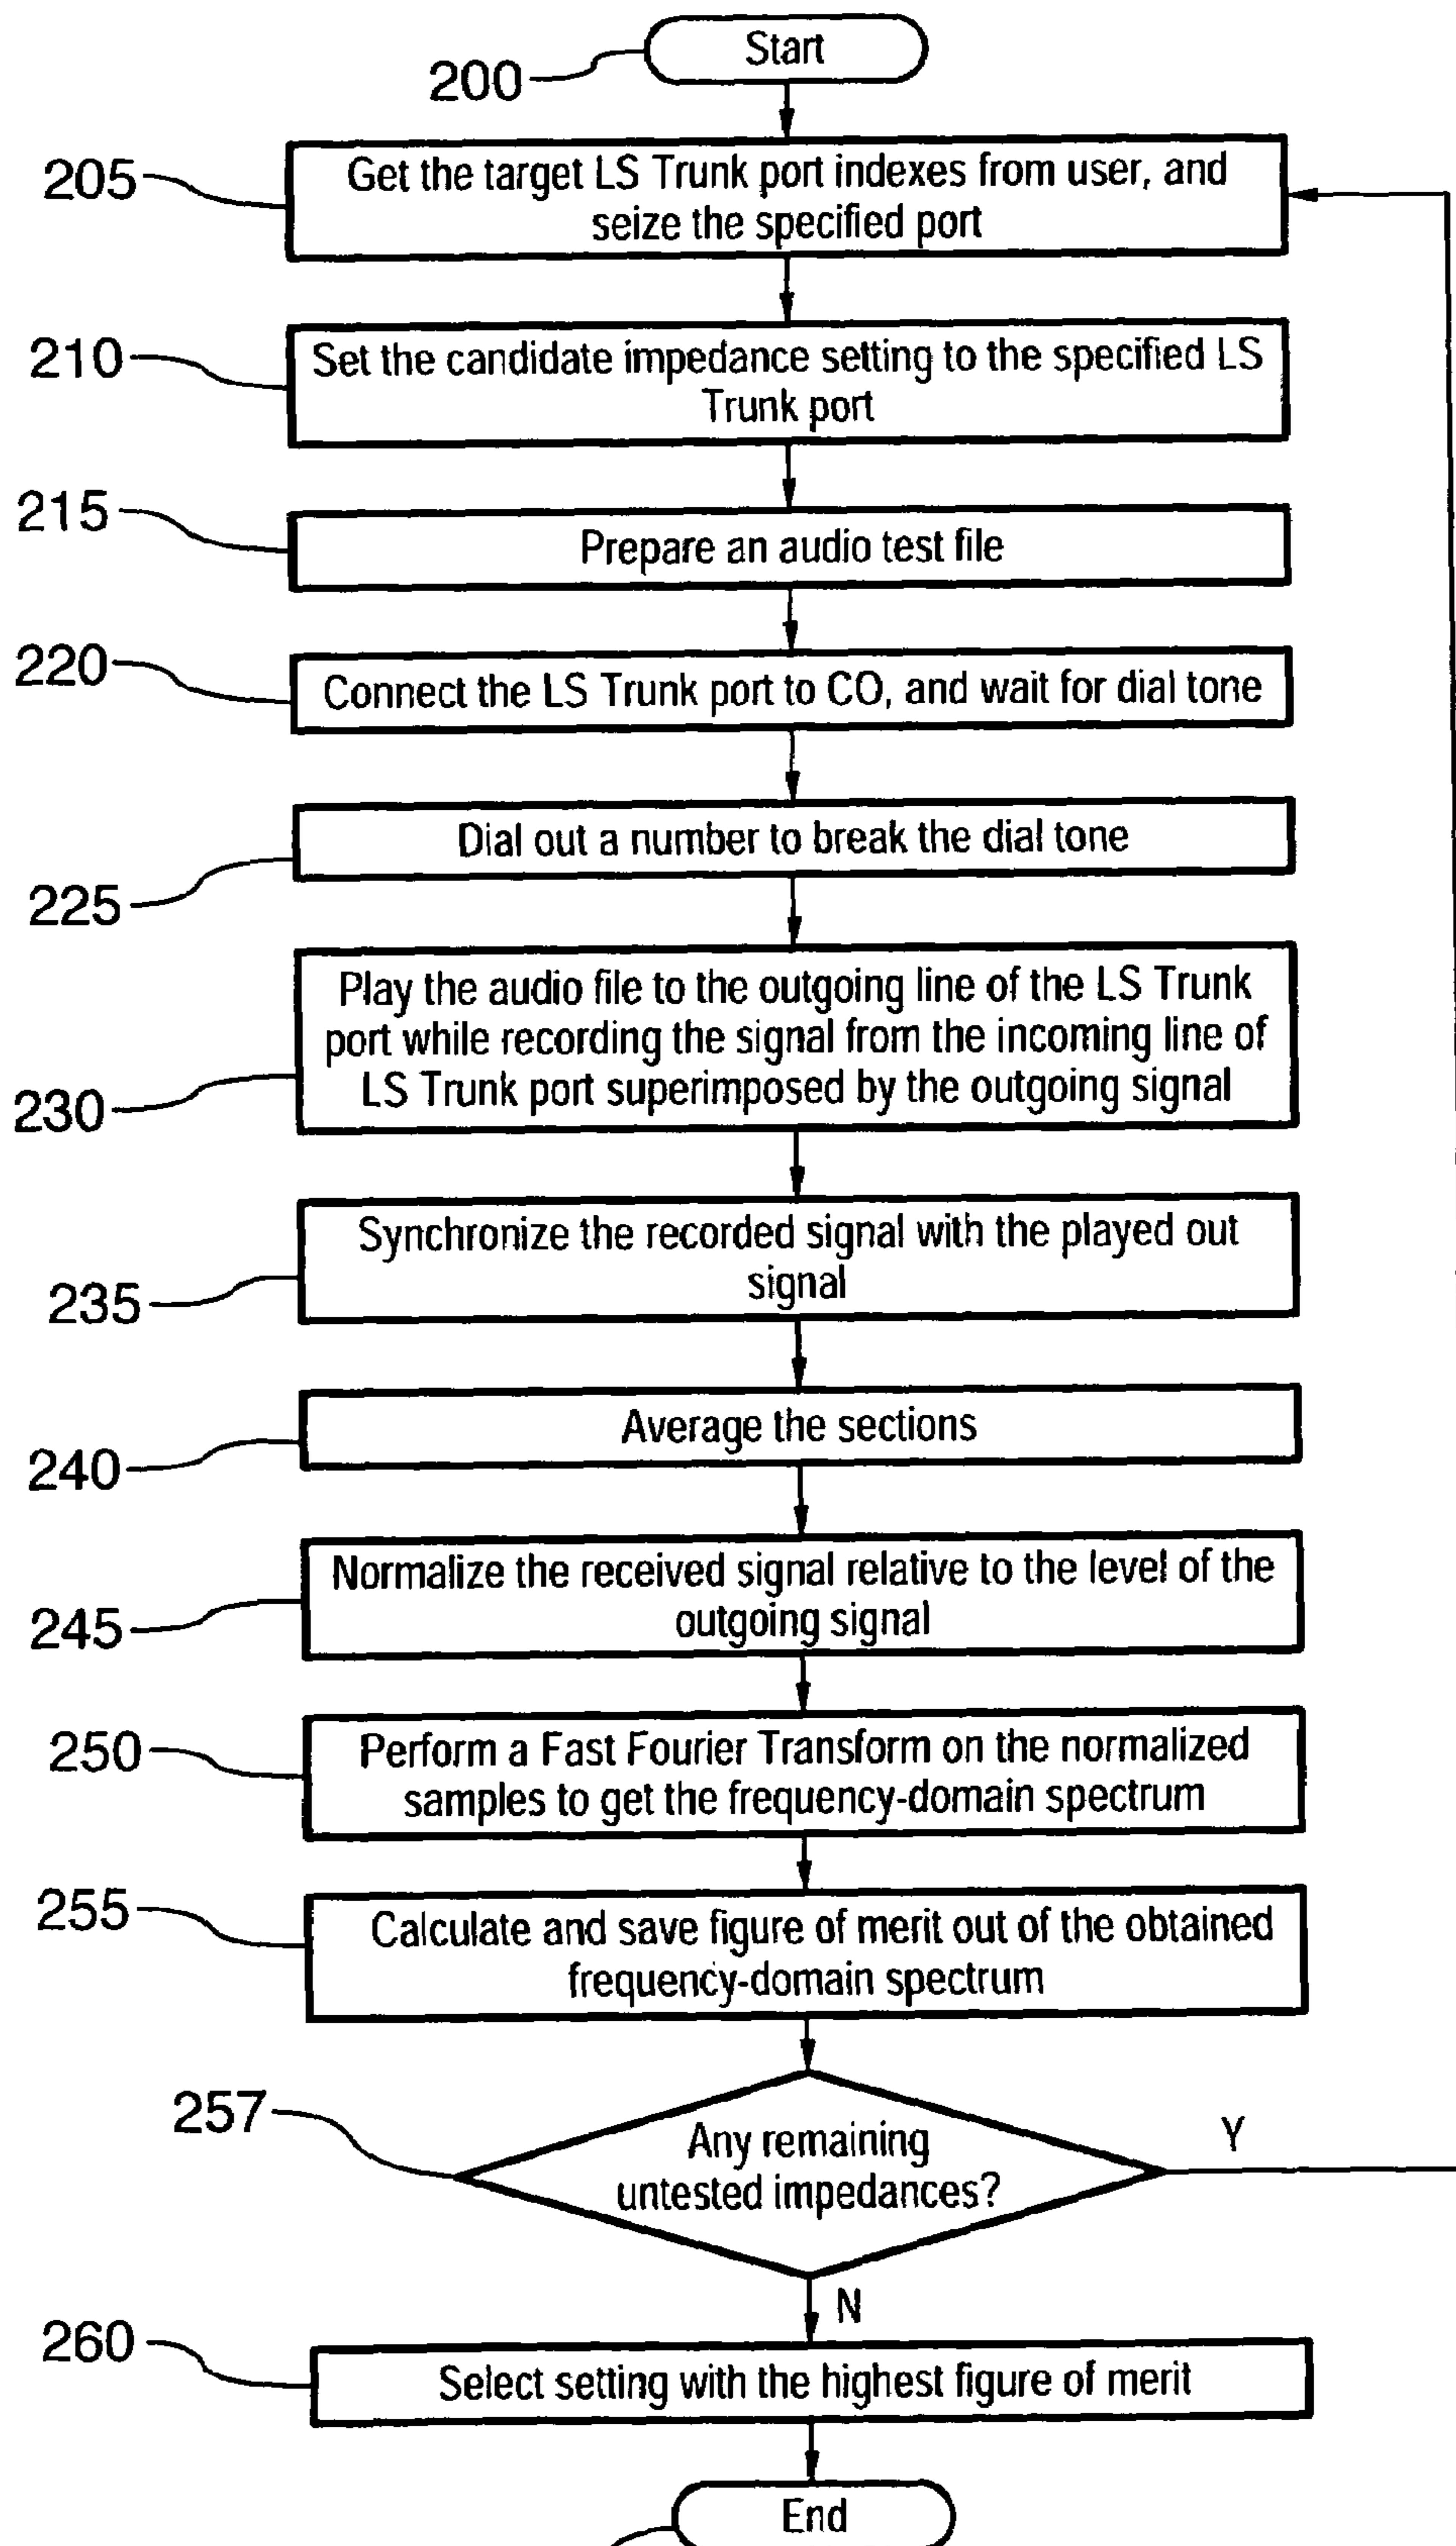 Start
200
205
Get the target LS Trunk port indexes from user, and
seize the specified port
210
Set the candidate impedance setting to the specified LS
Trunk port
215
Prepare an audio test file
220
Connect the LS Trunk port to CO, and wait for dial tone
Dial out a number to break the dial tone
225
Play the audio file to the outgoing line of the LS Trunk
port while recording the signal from the incoming line of
LS Trunk port superimposed by the outgoing signal
230
Synchronize the recorded signal with the played out
signal
235
Average the sections
240
Normalize the received signal relative to the level of the
outgoing signal
245
250
Perform a Fast Fourier Transform on the normalized
samples to get the frequency-domain spectrum
255
Calculate and save figure of merit out of the obtained
frequency-domain spectrum
257
Any remaining
untested impedances?
Y
N
260
Select setting with the highest figure of merit
End